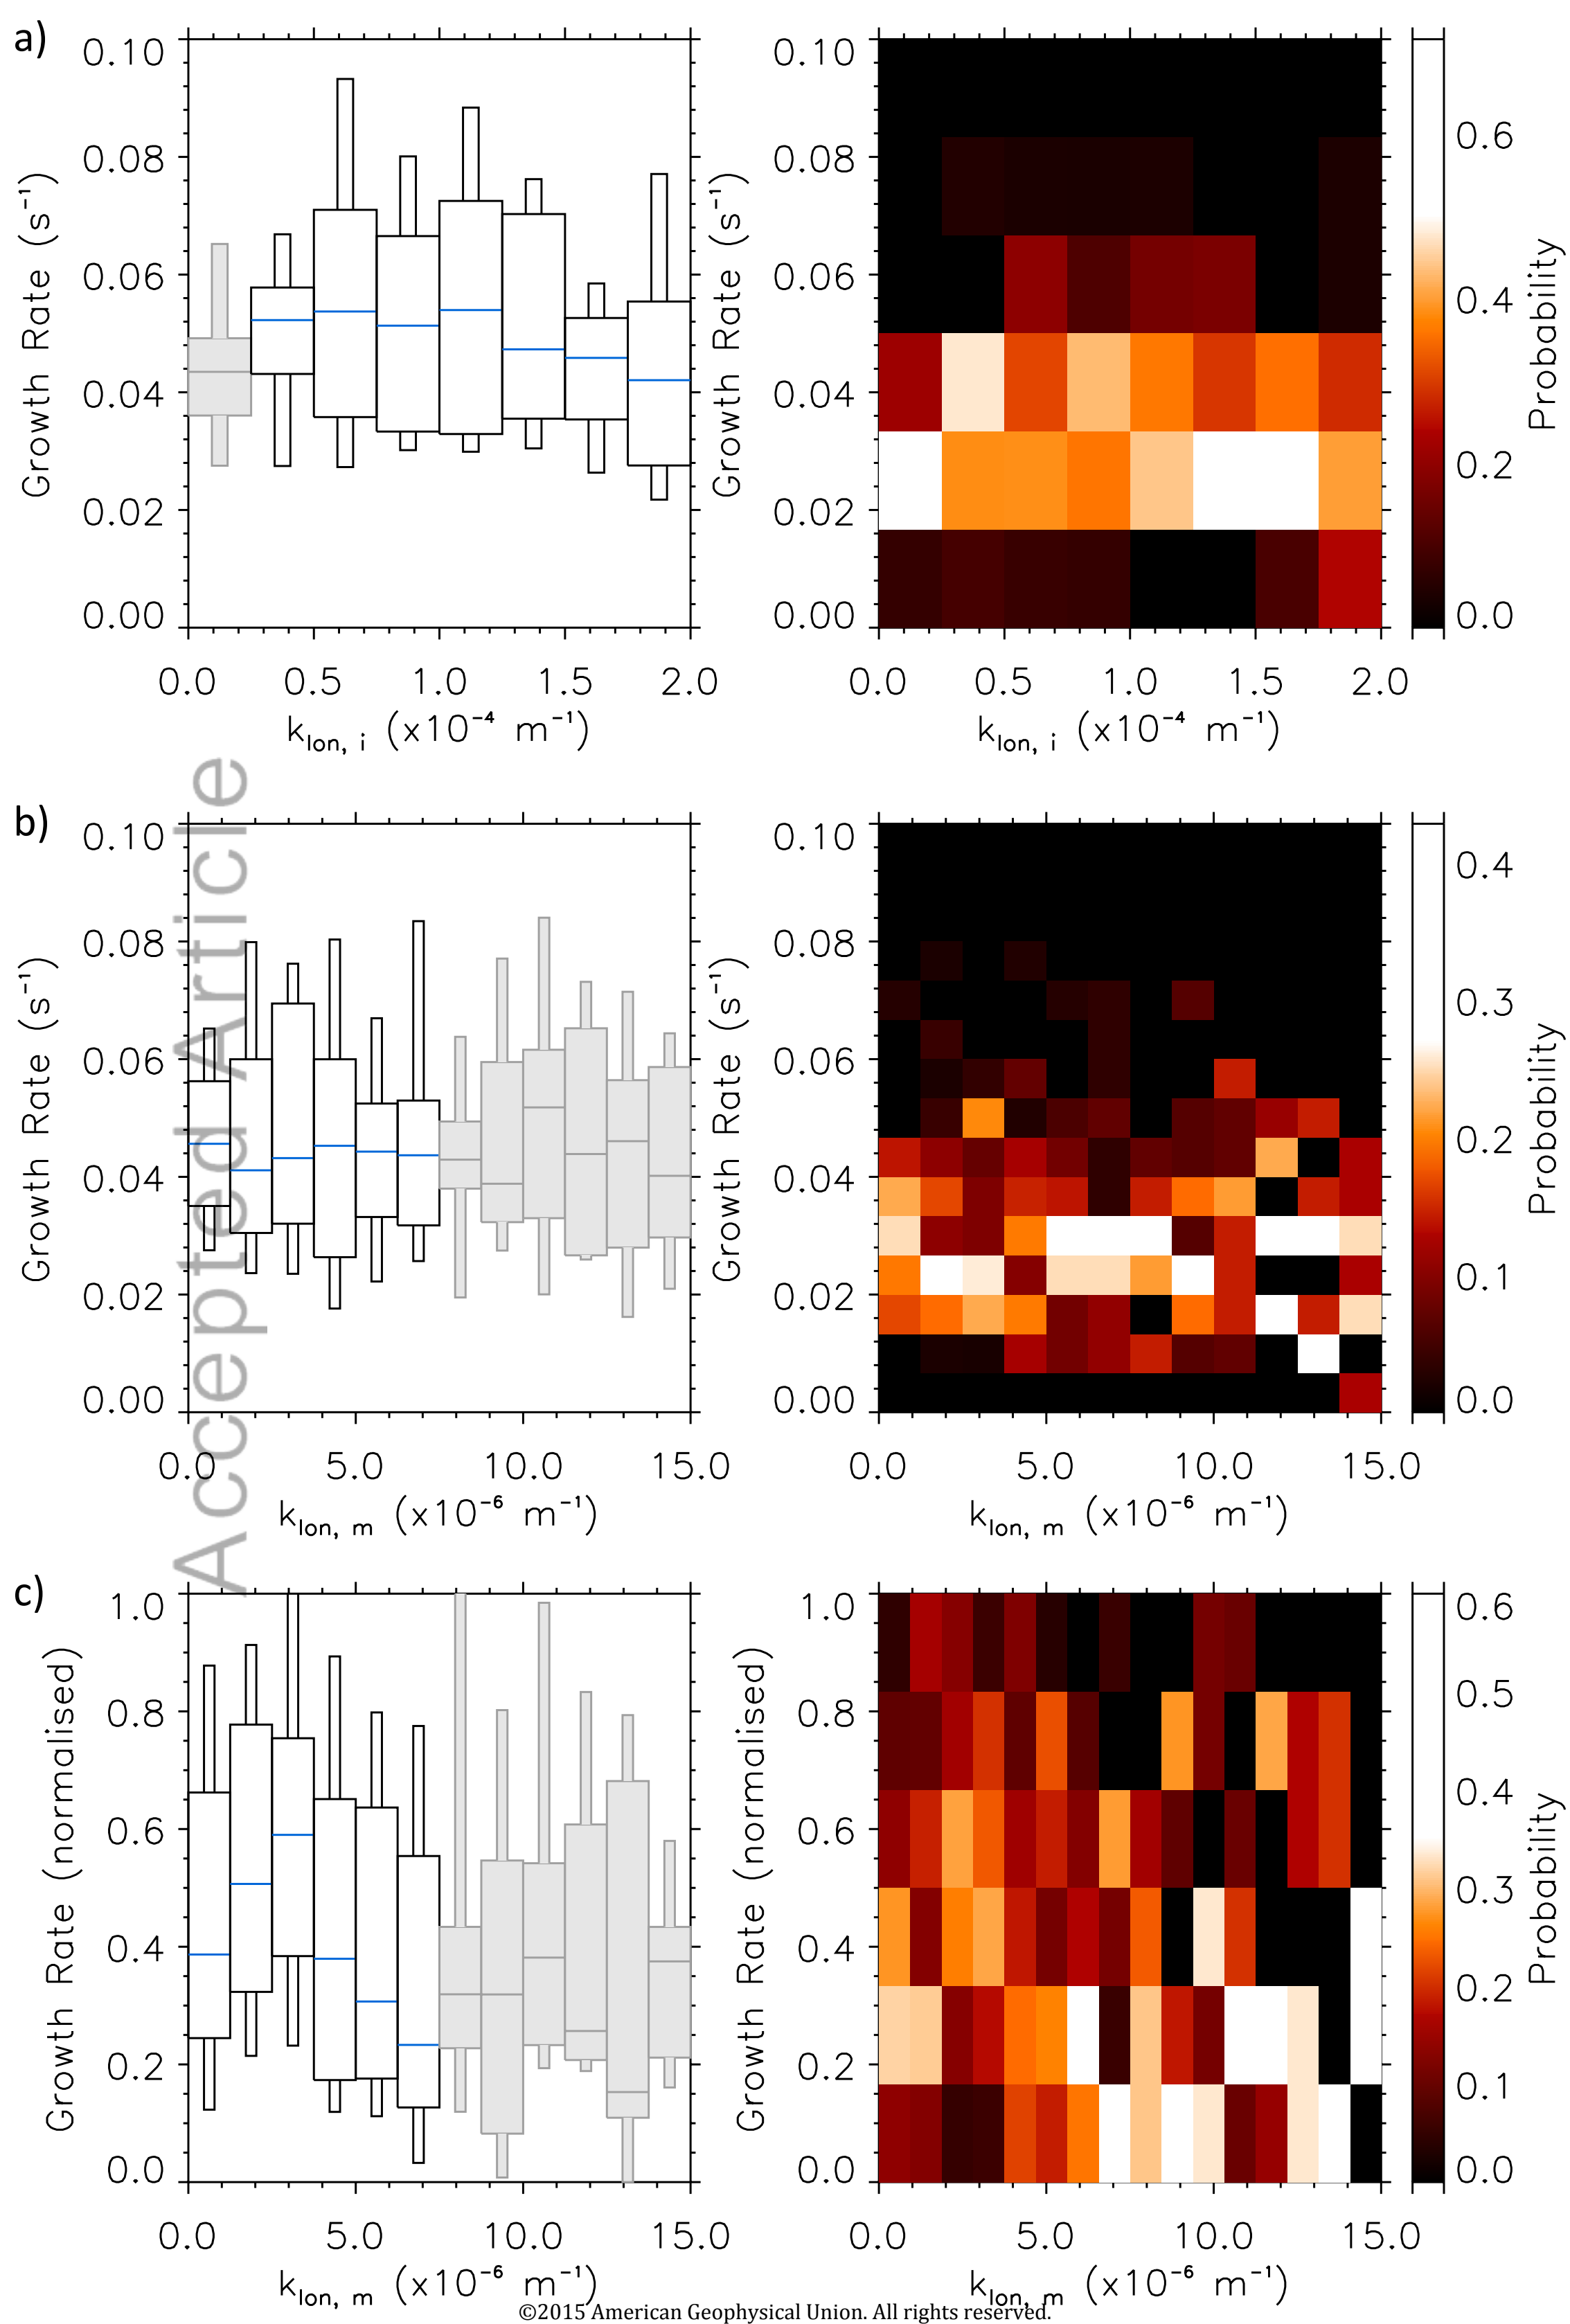 a)
0.10
0.08
0.06
0.04
0.02
0.00
Growth Rate (s⁻¹)
0.0 0.5 1.0 1.5 2.0
k_lon, i (x10⁻⁴ m⁻¹)
0.10
0.08
0.06
0.04
0.02
0.00
Growth Rate (s⁻¹)
0.0 0.5 1.0 1.5 2.0
k_lon, i (x10⁻⁴ m⁻¹)
0.6
0.4
0.2
0.0
Probability
b)
0.10
0.08
0.06
0.04
0.02
0.00
Growth Rate (s⁻¹)
0.0 5.0 10.0 15.0
k_lon, m (x10⁻⁶ m⁻¹)
0.10
0.08
0.06
0.04
0.02
0.00
Growth Rate (s⁻¹)
0.0 5.0 10.0 15.0
k_lon, m (x10⁻⁶ m⁻¹)
0.4
0.3
0.2
0.1
0.0
Probability
Accepted Article
c)
1.0
0.8
0.6
0.4
0.2
0.0
Growth Rate (normalised)
0.0 5.0 10.0 15.0
k_lon, m (x10⁻⁶ m⁻¹)
1.0
0.8
0.6
0.4
0.2
0.0
Growth Rate (normalised)
0.0 5.0 10.0 15.0
k_lon, m (x10⁻⁶ m⁻¹)
0.6
0.5
0.4
0.3
0.2
0.1
0.0
Probability
©2015 American Geophysical Union. All rights reserved.